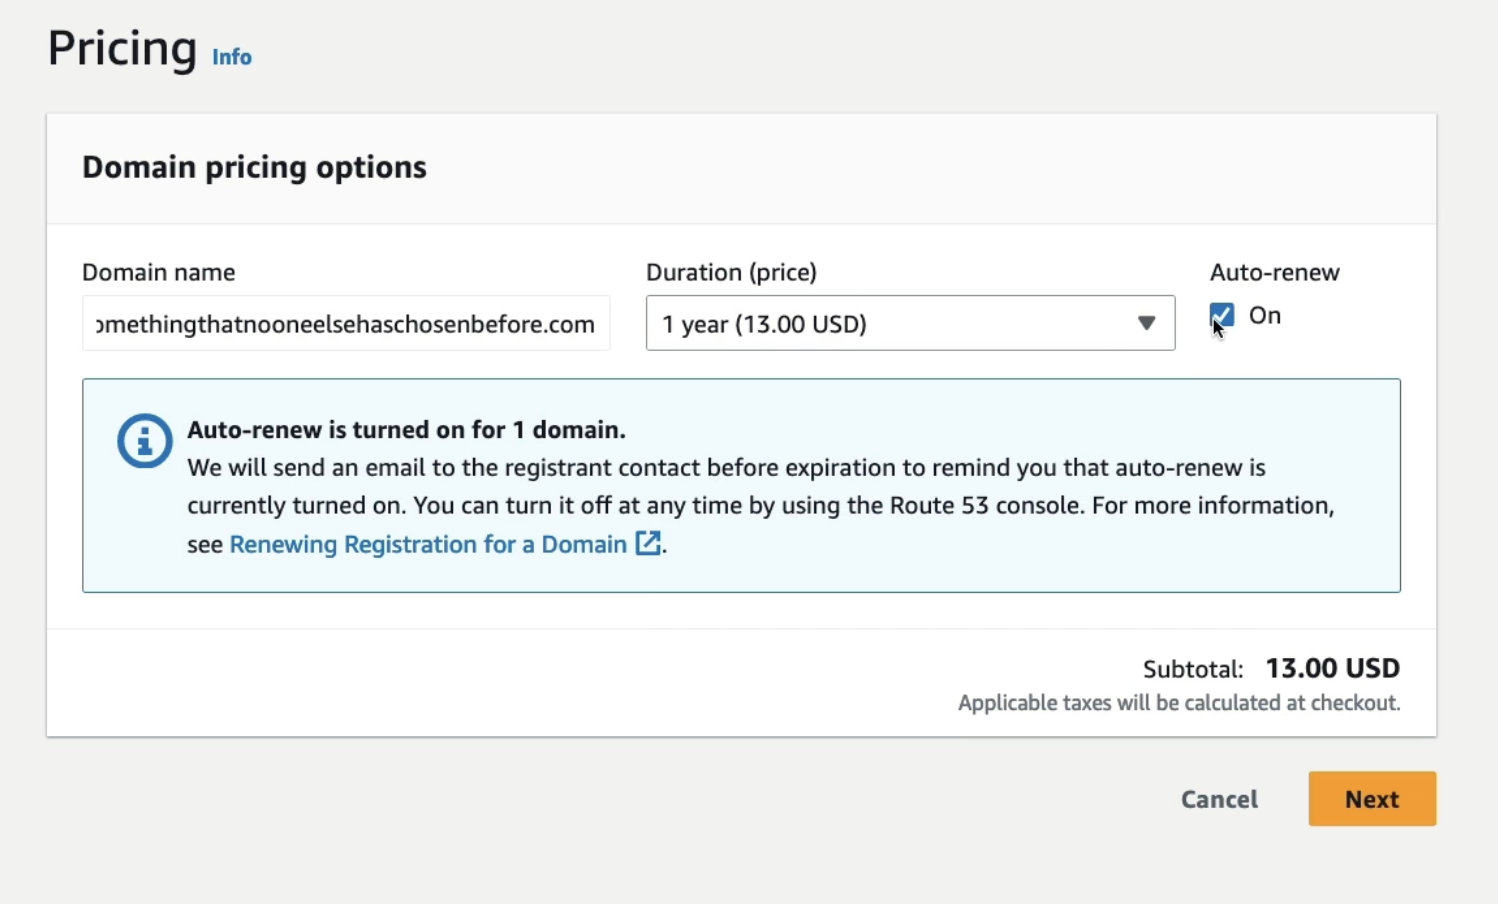 Pricing Info
Domain pricing options
Domain name
Duration (price)
Auto-renew
omethingthatnooneelsehaschosenbefore.com
1 year (13.00 USD)
On
Auto-renew is turned on for 1 domain.
We will send an email to the registrant contact before expiration to remind you that auto-renew is
currently turned on. You can turn it off at any time by using the Route 53 console. For more information,
see Renewing Registration for a Domain.
Subtotal: 13.00 USD
Applicable taxes will be calculated at checkout.
Cancel
Next